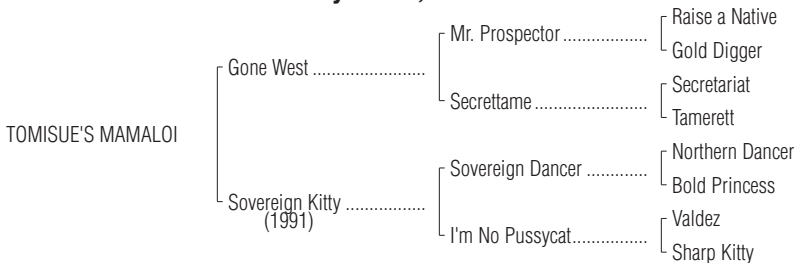 Raise a Native
Mr. Prospector
Gold Digger
Gone West
Secretariat
Secrettame
Tamerett
TOMISUE'S MAMALOI
Northern Dancer
Sovereign Dancer
Bold Princess
Sovereign Kitty
(1991)
Valdez
I'm No Pussycat
Sharp Kitty